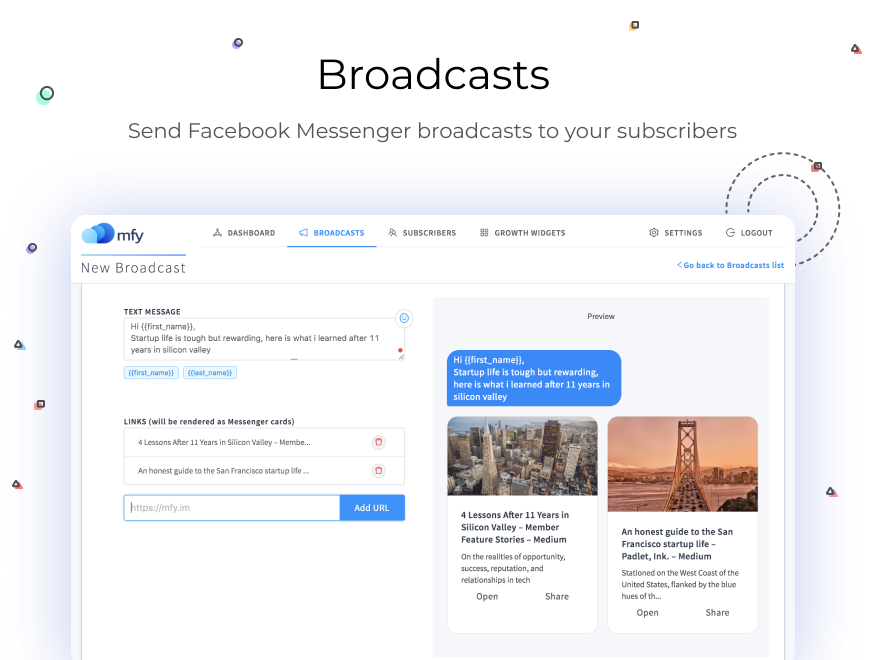 Broadcasts
Send Facebook Messenger broadcasts to your subscribers
mfy
DASHBOARD
BROADCASTS
SUBSCRIBERS
GROWTH WIDGETS
SETTINGS
LOGOUT
New Broadcast
< Go back to Broadcasts list
TEXT MESSAGE
Hi {{first_name}},
Startup life is tough but rewarding, here is what i learned after 11
years in silicon valley
{{first_name}}
{{last_name}}
LINKS (will be rendered as Messenger cards)
4 Lessons After 11 Years in Silicon Valley – Membe...
An honest guide to the San Francisco startup life ...
https://mfy.im
Add URL
Preview
Hi {{first_name}},
Startup life is tough but rewarding,
here is what i learned after 11 years in
silicon valley
4 Lessons After 11 Years in
Silicon Valley – Member
Feature Stories – Medium
On the realities of opportunity,
success, reputation, and
relationships in tech
Open
Share
An honest guide to the San
Francisco startup life –
Padlet, Ink. – Medium
Stationed on the West Coast of the
United States, flanked by the blue
hues of th...
Open
Share